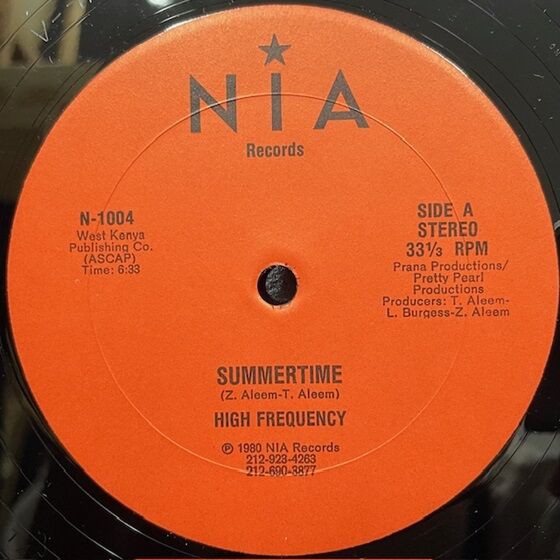 NIA
Records
N-1004
West Kenya
Publishing Co.
(ASCAP)
Time: 6:33
SIDE A
STEREO
33⅓ RPM
Prana Productions/
Pretty Pearl
Productions
Producers: T. Aleem-
L. Burgess-Z. Aleem
SUMMERTIME
(Z. Aleem-T. Aleem)
HIGH FREQUENCY
℗ 1980 NIA Records
212-923-4263
212-690-3877